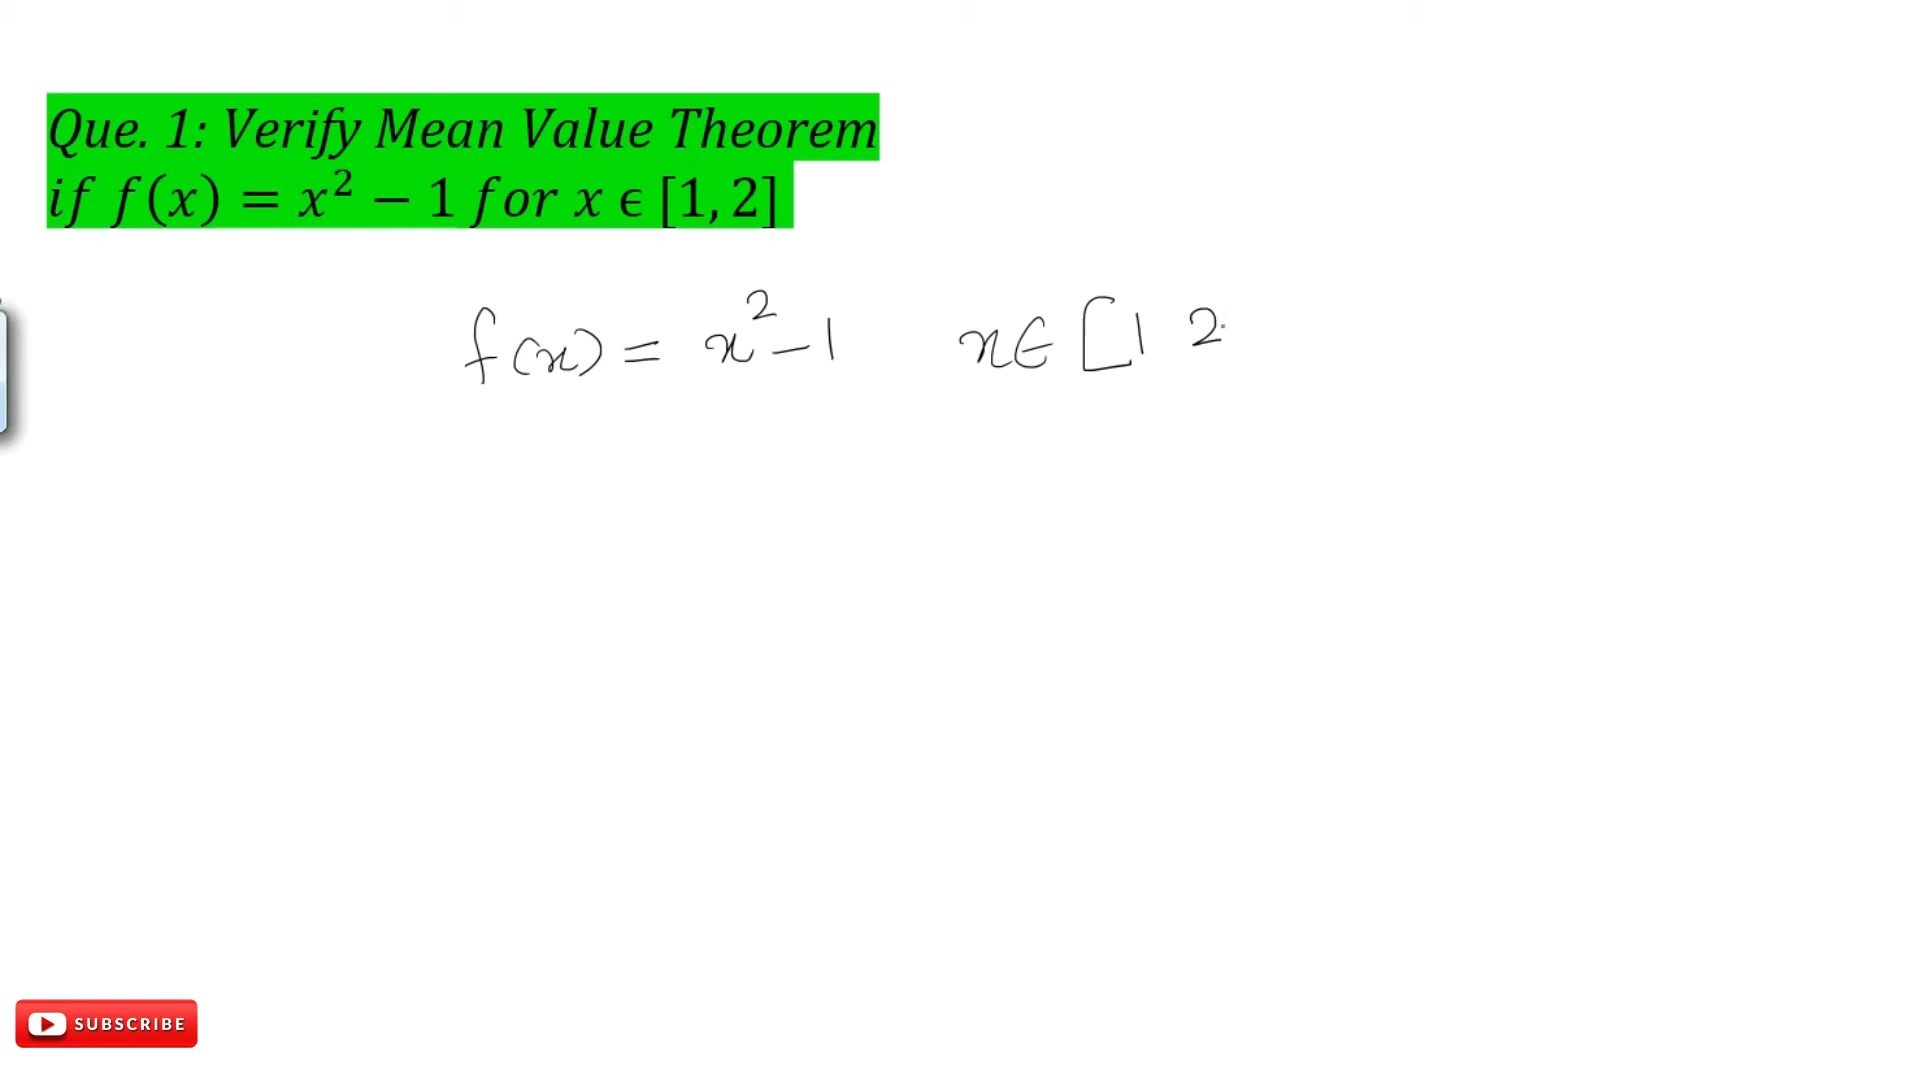 Que. 1: Verify Mean Value Theorem
if f(x) = x² − 1 for x ϵ [1, 2]
f(x) = x² − 1 x ∈ [1 2
SUBSCRIBE